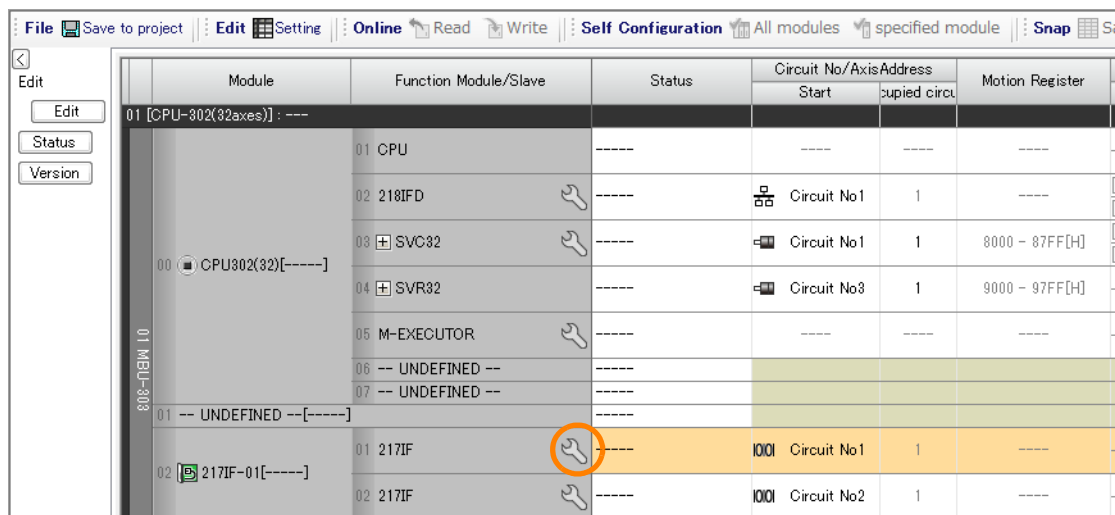 File Save to project Edit Setting Online Read Write Self Configuration All modules specified module Snap
Edit
Edit
Status
Version
Module Function Module/Slave Status Circuit No/AxisAddress Motion Register
Start cupied circu
01 [CPU-302(32axes)] : ---
01 MBU-303
00 CPU302(32)[-----]
01 CPU ----- ---- ---- ----
02 218IFD ----- Circuit No1 1 ----
03 SVC32 ----- Circuit No1 1 8000 - 87FF[H]
04 SVR32 ----- Circuit No3 1 9000 - 97FF[H]
05 M-EXECUTOR ----- ---- ---- ----
06 -- UNDEFINED -- -----
07 -- UNDEFINED -- -----
01 -- UNDEFINED --[-----] -----
02 217IF-01[-----]
01 217IF ----- Circuit No1 1 ----
02 217IF ----- Circuit No2 1 ----